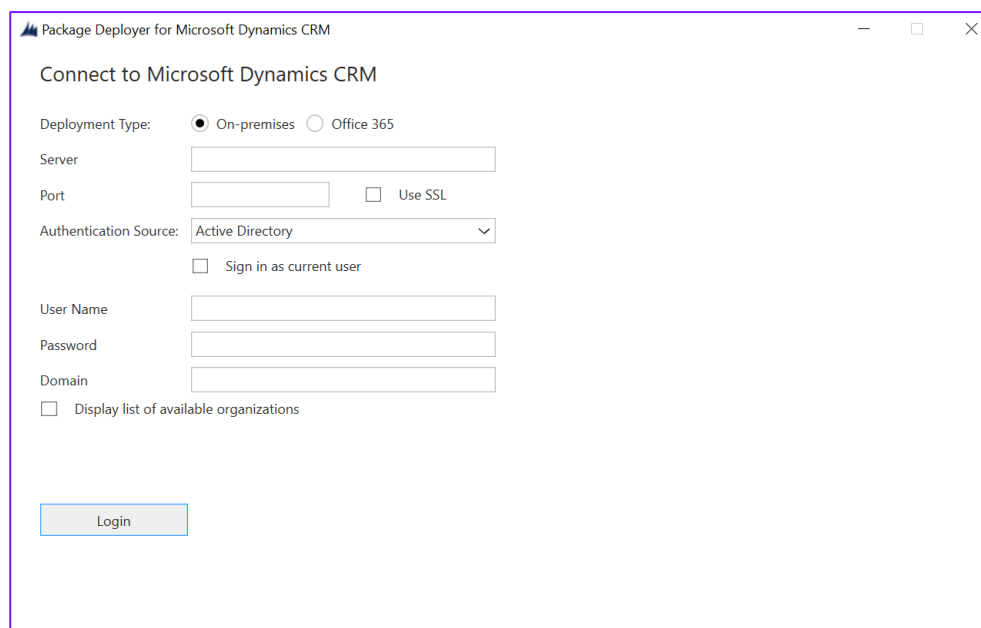 Package Deployer for Microsoft Dynamics CRM
Connect to Microsoft Dynamics CRM
Deployment Type: On-premises Office 365
Server
Port Use SSL
Authentication Source: Active Directory
Sign in as current user
User Name
Password
Domain
Display list of available organizations
Login